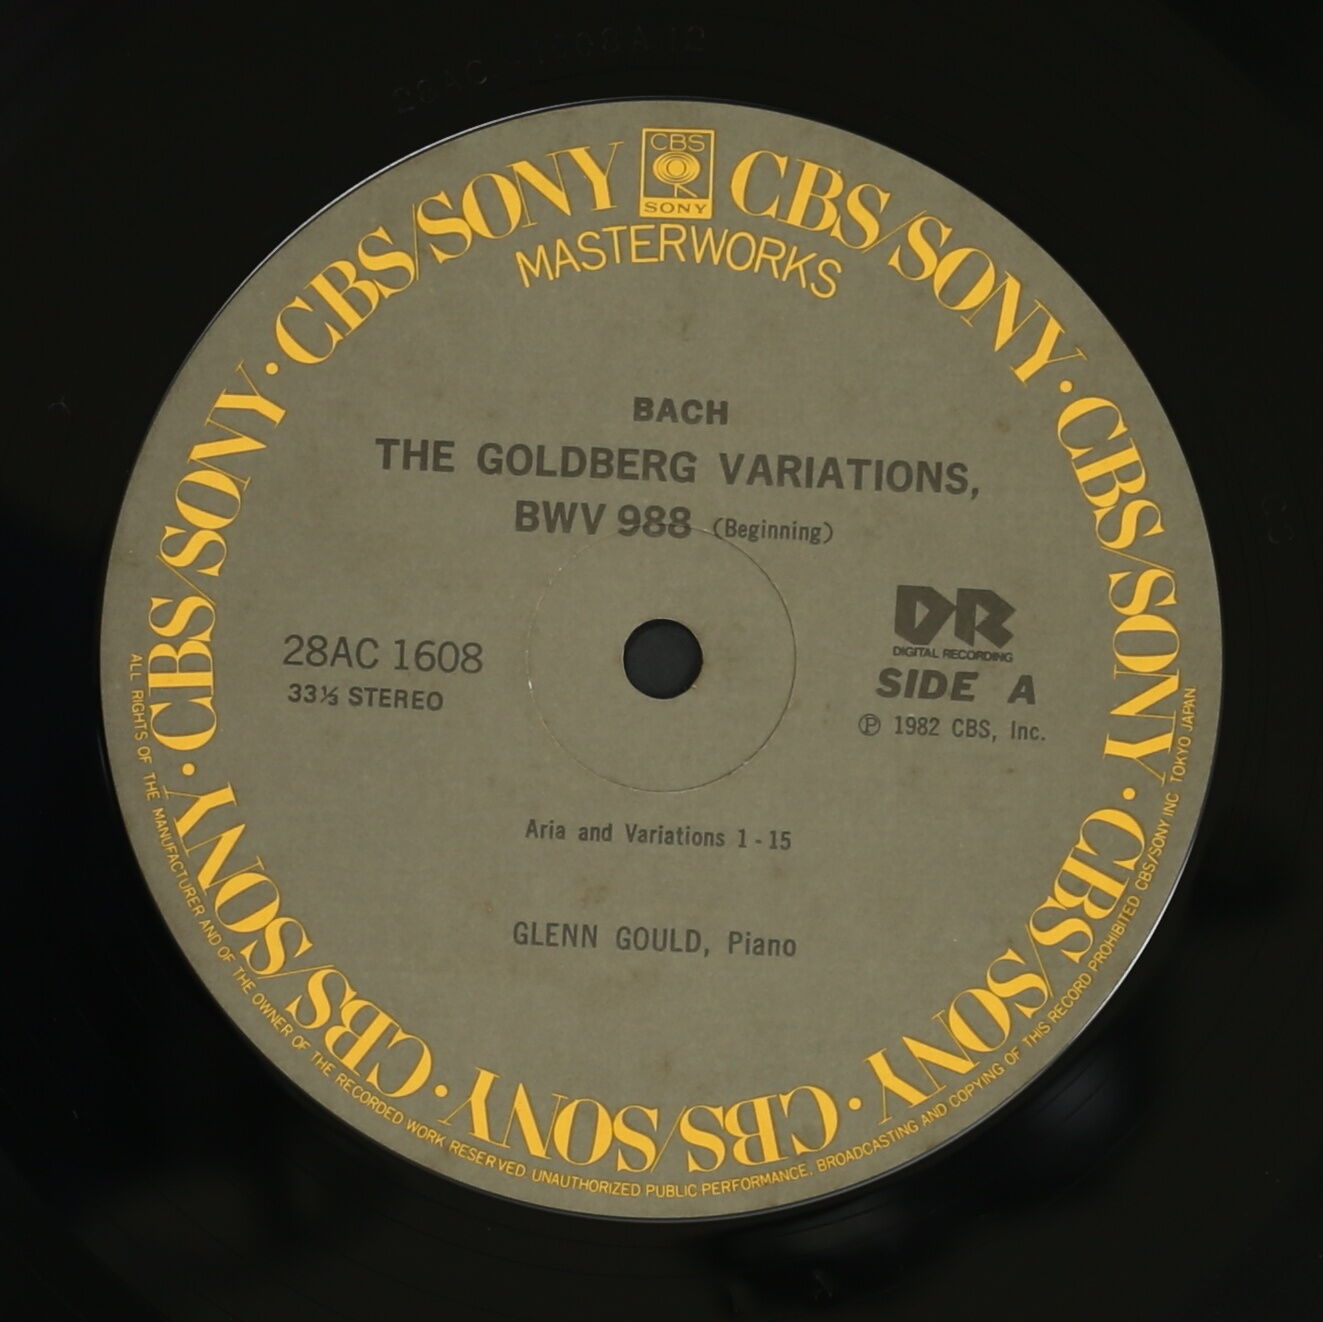 28AC 1608A12
CBS
SONY
CBS/SONY · CBS/SONY · CBS/SONY · CBS/SONY · CBS/SONY · CBS/SONY · CBS/SONY · CBS/SONY
MASTERWORKS
BACH
THE GOLDBERG VARIATIONS,
BWV 988 (Beginning)
DR
DIGITAL RECORDING
28AC 1608
SIDE A
33⅓ STEREO
Ⓟ 1982 CBS, Inc.
Aria and Variations 1 - 15
GLENN GOULD, Piano
ALL RIGHTS OF THE MANUFACTURER AND OF THE OWNER OF THE RECORDED WORK RESERVED. UNAUTHORIZED PUBLIC PERFORMANCE, BROADCASTING AND COPYING OF THIS RECORD PROHIBITED CBS/SONY INC TOKYO JAPAN